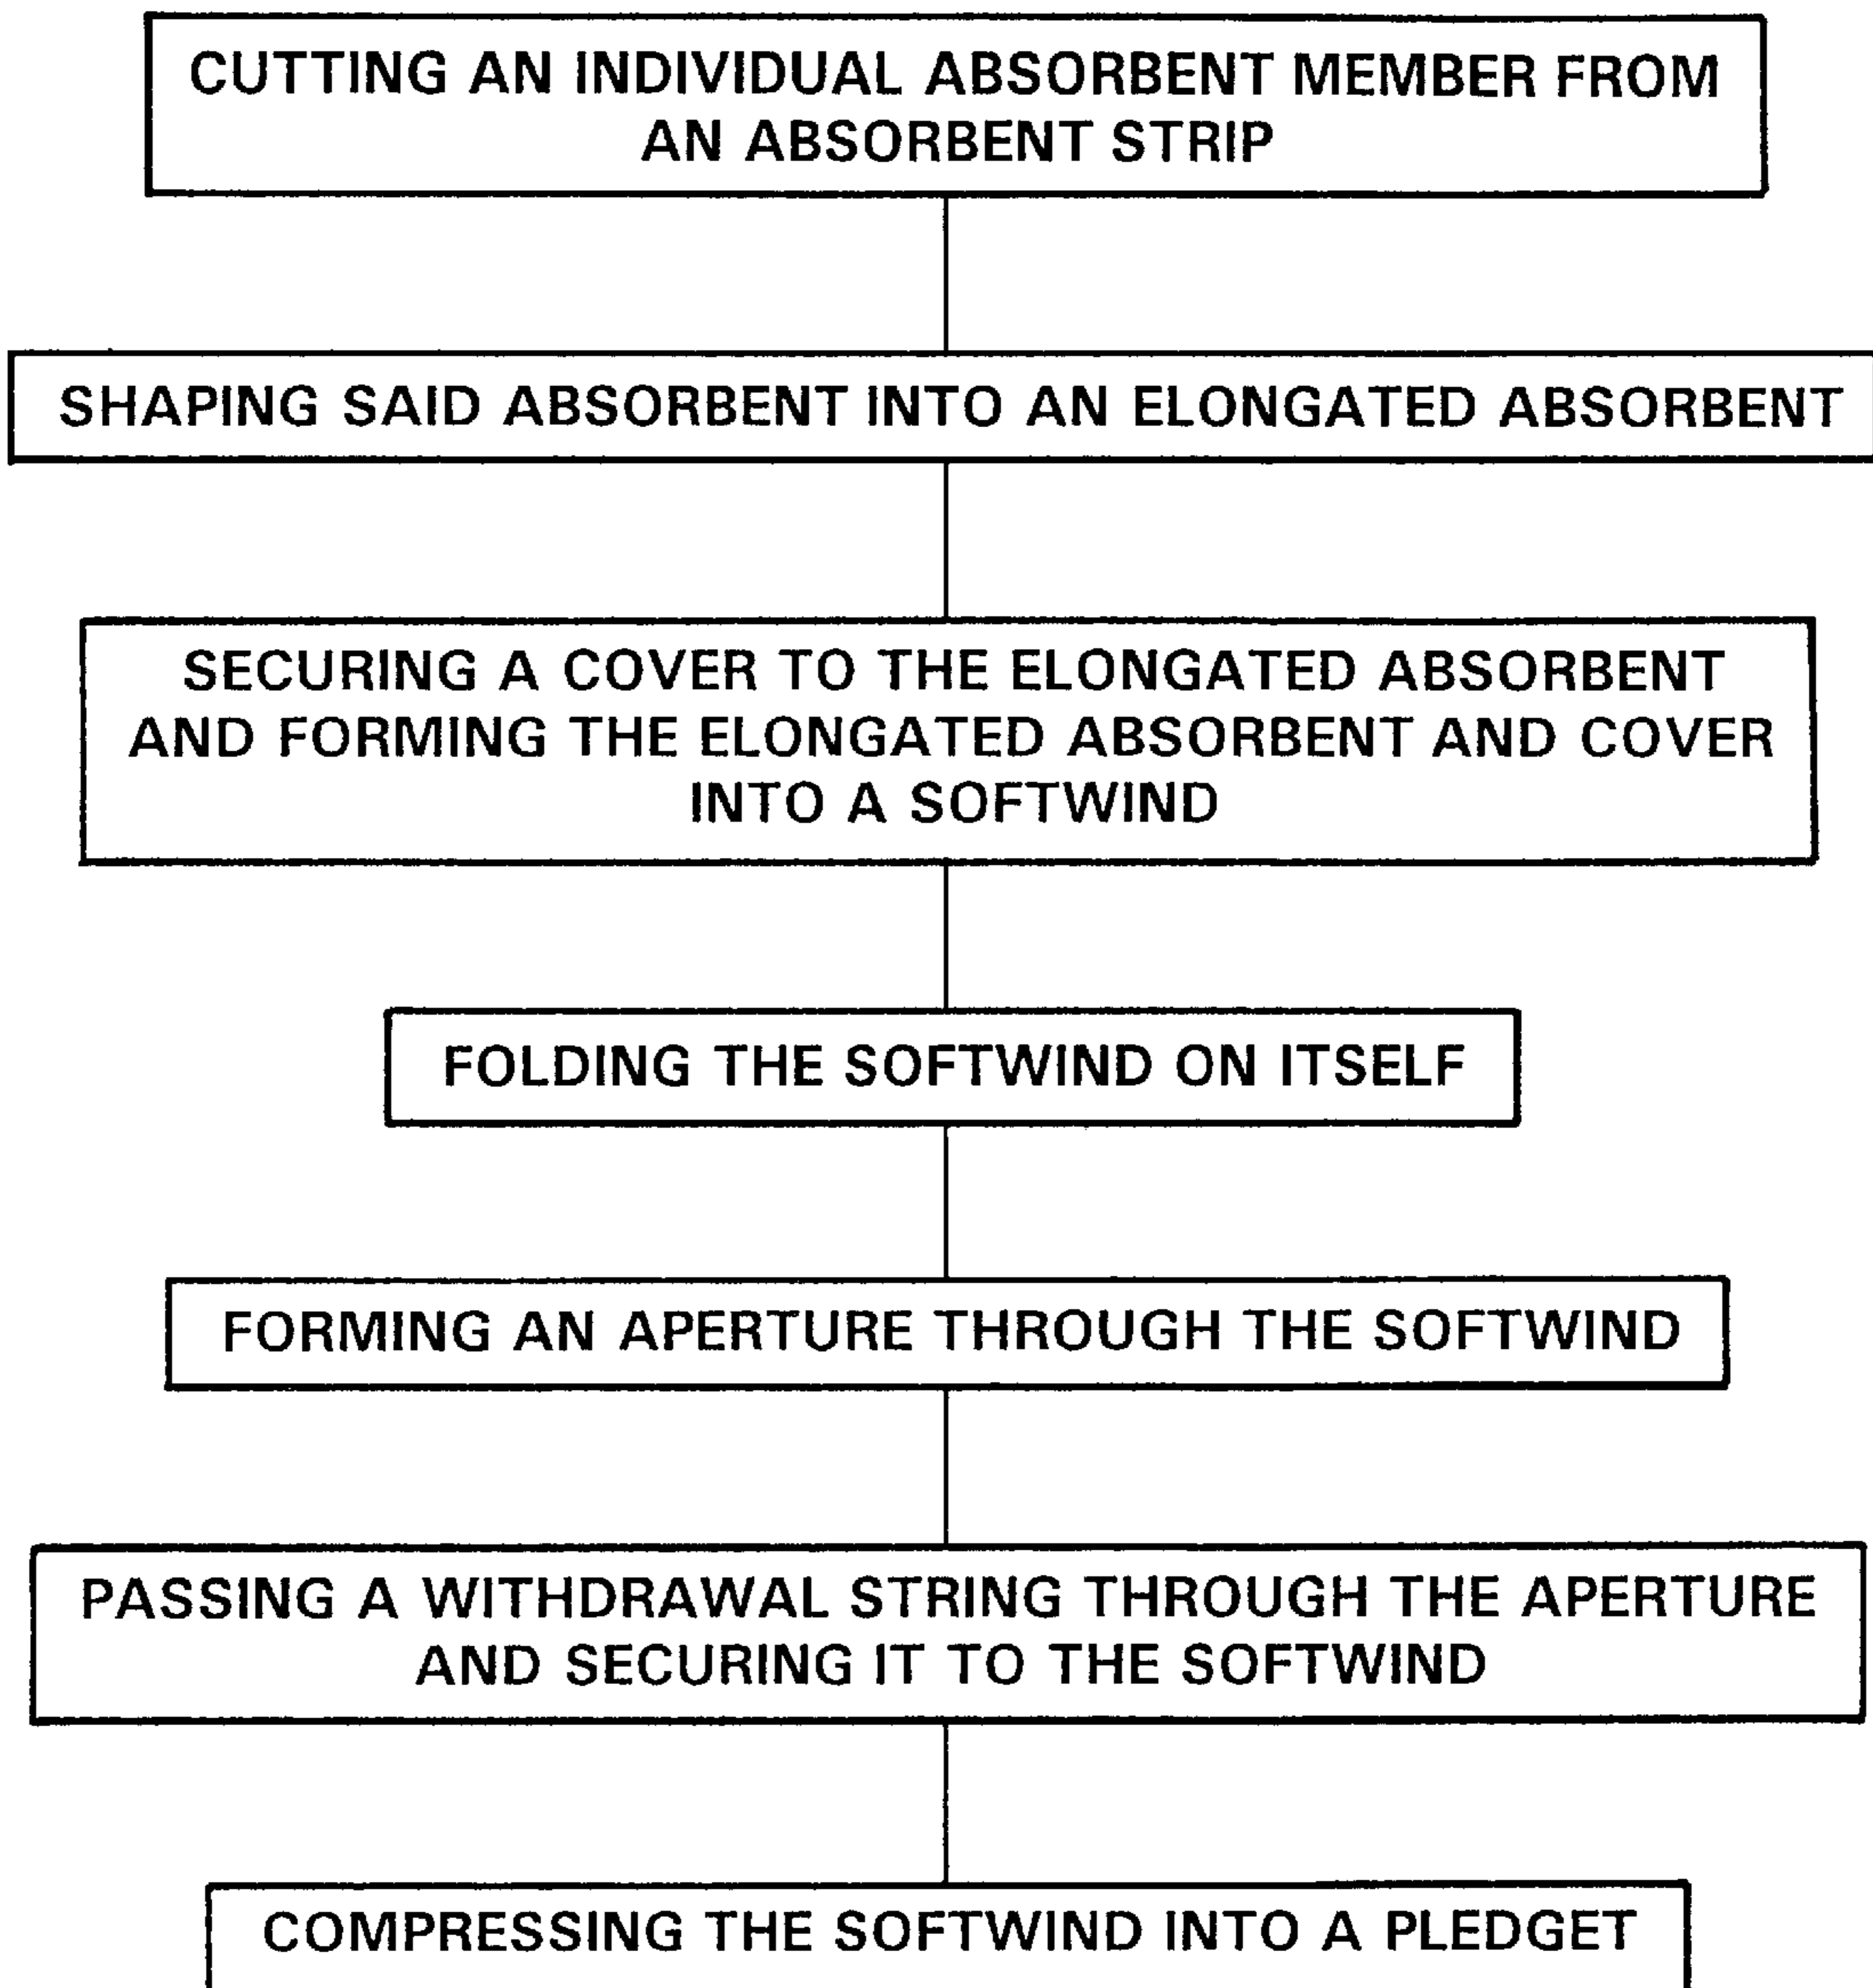 CUTTING AN INDIVIDUAL ABSORBENT MEMBER FROM
AN ABSORBENT STRIP
SHAPING SAID ABSORBENT INTO AN ELONGATED ABSORBENT
SECURING A COVER TO THE ELONGATED ABSORBENT
AND FORMING THE ELONGATED ABSORBENT AND COVER
INTO A SOFTWIND
FOLDING THE SOFTWIND ON ITSELF
FORMING AN APERTURE THROUGH THE SOFTWIND
PASSING A WITHDRAWAL STRING THROUGH THE APERTURE
AND SECURING IT TO THE SOFTWIND
COMPRESSING THE SOFTWIND INTO A PLEDGET